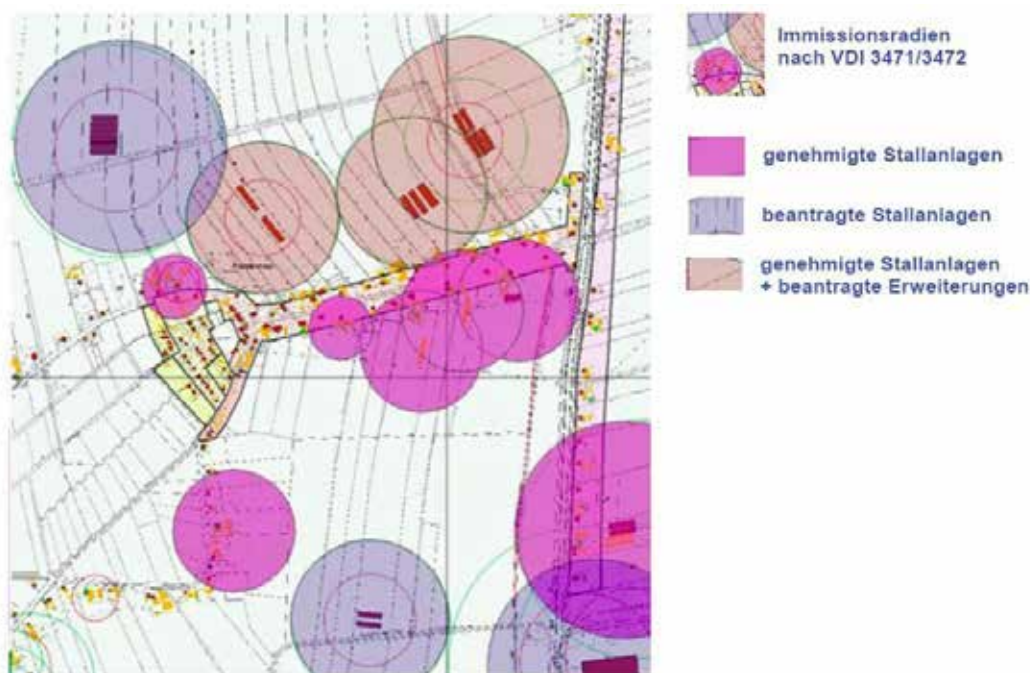 Immissionsradien
nach VDI 3471/3472
genehmigte Stallanlagen
beantragte Stallanlagen
genehmigte Stallanlagen
+ beantragte Erweiterungen